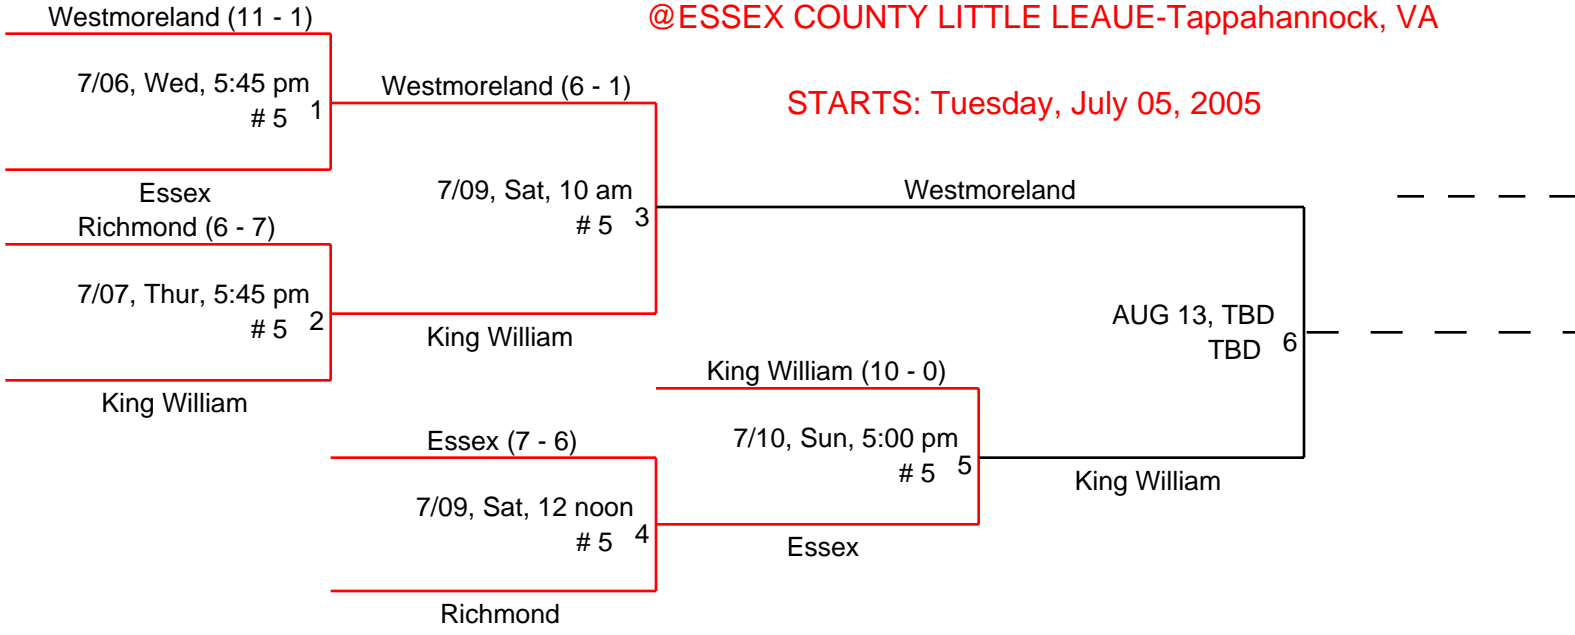 Westmoreland (11 - 1)
@ESSEX COUNTY LITTLE LEAUE-Tappahannock, VA
7/06, Wed, 5:45 pm
# 5 1
Westmoreland (6 - 1)
STARTS: Tuesday, July 05, 2005
Essex
Richmond (6 - 7)
7/09, Sat, 10 am
# 5 3
Westmoreland
7/07, Thur, 5:45 pm
# 5 2
King William
King William
AUG 13, TBD
TBD 6
King William (10 - 0)
Essex (7 - 6)
7/10, Sun, 5:00 pm
# 5 5
King William
7/09, Sat, 12 noon
# 5 4
Essex
Richmond